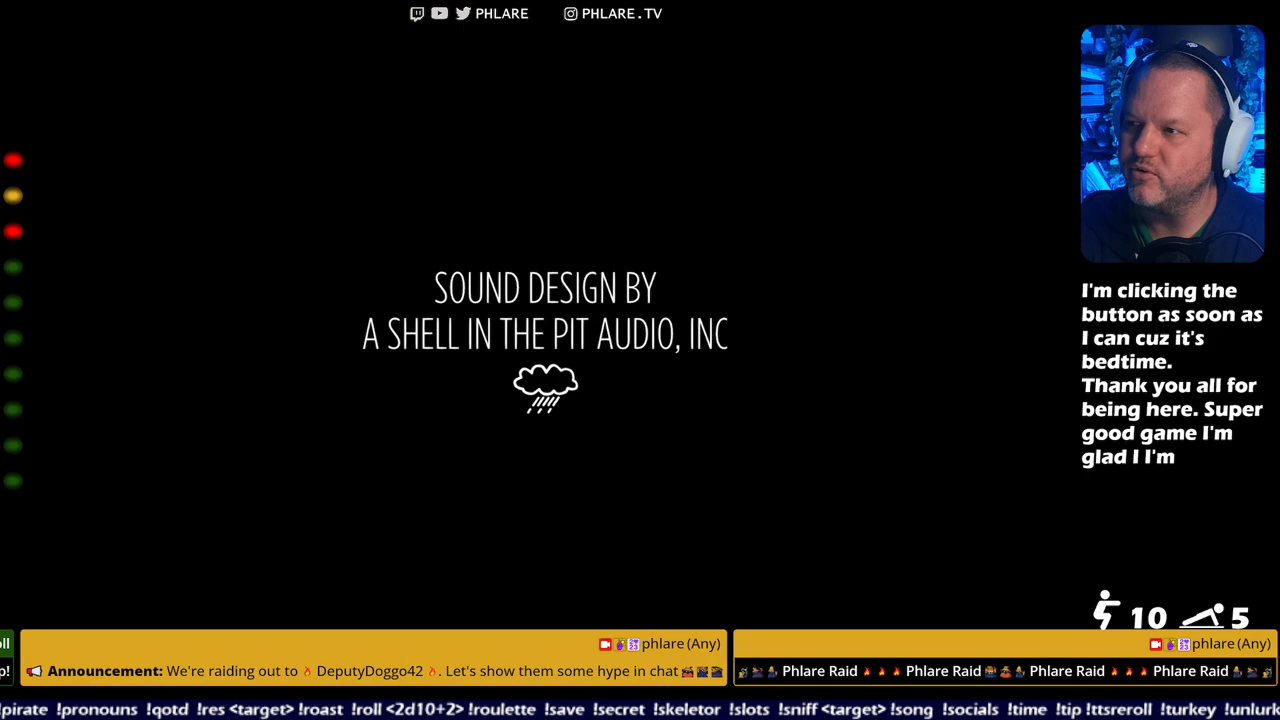 PHLARE PHLARE.TV
SOUND DESIGN BY
A SHELL IN THE PIT AUDIO, INC
I'm clicking the
button as soon as
I can cuz it's
bedtime.
Thank you all for
being here. Super
good game I'm
glad I I'm
10 5
phlare (Any)
phlare (Any)
Announcement: We're raiding out to DeputyDoggo42. Let's show them some hype in chat
Phlare Raid Phlare Raid Phlare Raid Phlare Raid
!pirate !pronouns !qotd !res <target> !roast !roll <2d10+2> !roulette !save !secret !skeletor !slots !sniff <target> !song !socials !time !tip !ttsreroll !turkey !unlurk